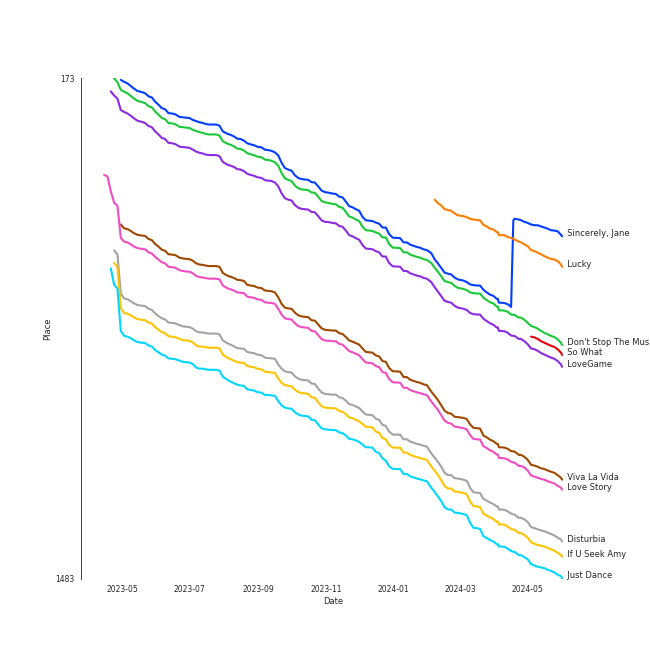 173
Sincerely, Jane
Lucky
Place
Don't Stop The Mus
So What
LoveGame
Viva La Vida
Love Story
Disturbia
If U Seek Amy
Just Dance
1483
2023-05 2023-07 2023-09 2023-11 2024-01 2024-03 2024-05
Date